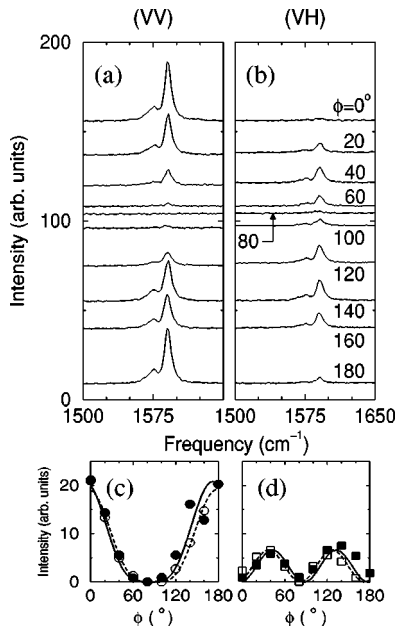 (VV) (VH)
200
(a) (b)
ϕ=0°
20
40
60
100
80
100
120
140
160
180
0
1500 1575 1500 1575 1650
Intensity (arb. units)
Frequency (cm⁻¹)
20
10
0
Intensity (arb. units)
(c) (d)
0 60 120 180 0 60 120 180
ϕ ( ° ) ϕ ( ° )